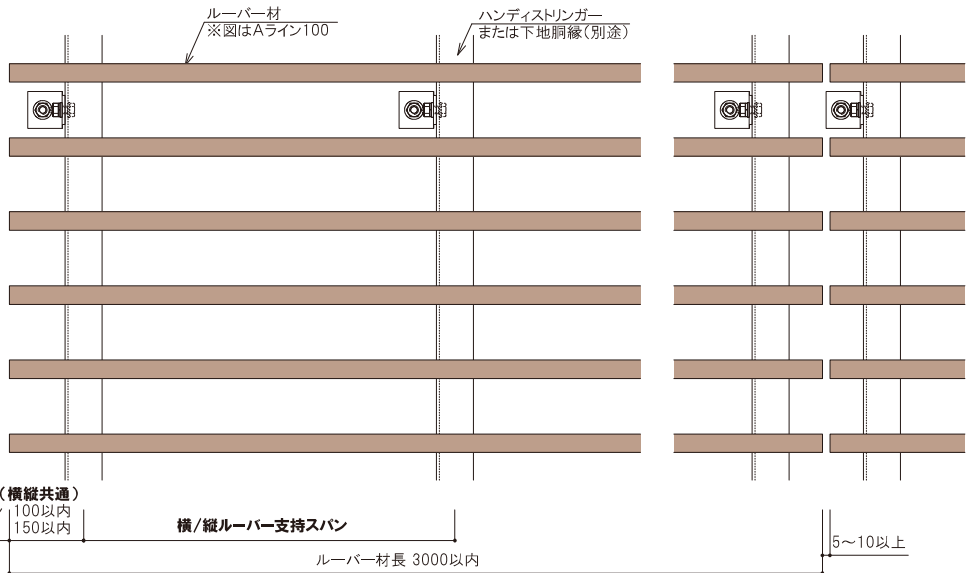 ルーバー材
※図はAライン100
ハンディストリンガー
または下地胴縁(別途)
(横縦共通)
100以内
150以内
横/縦ルーバー支持スパン
ルーバー材長 3000以内
5~10以上